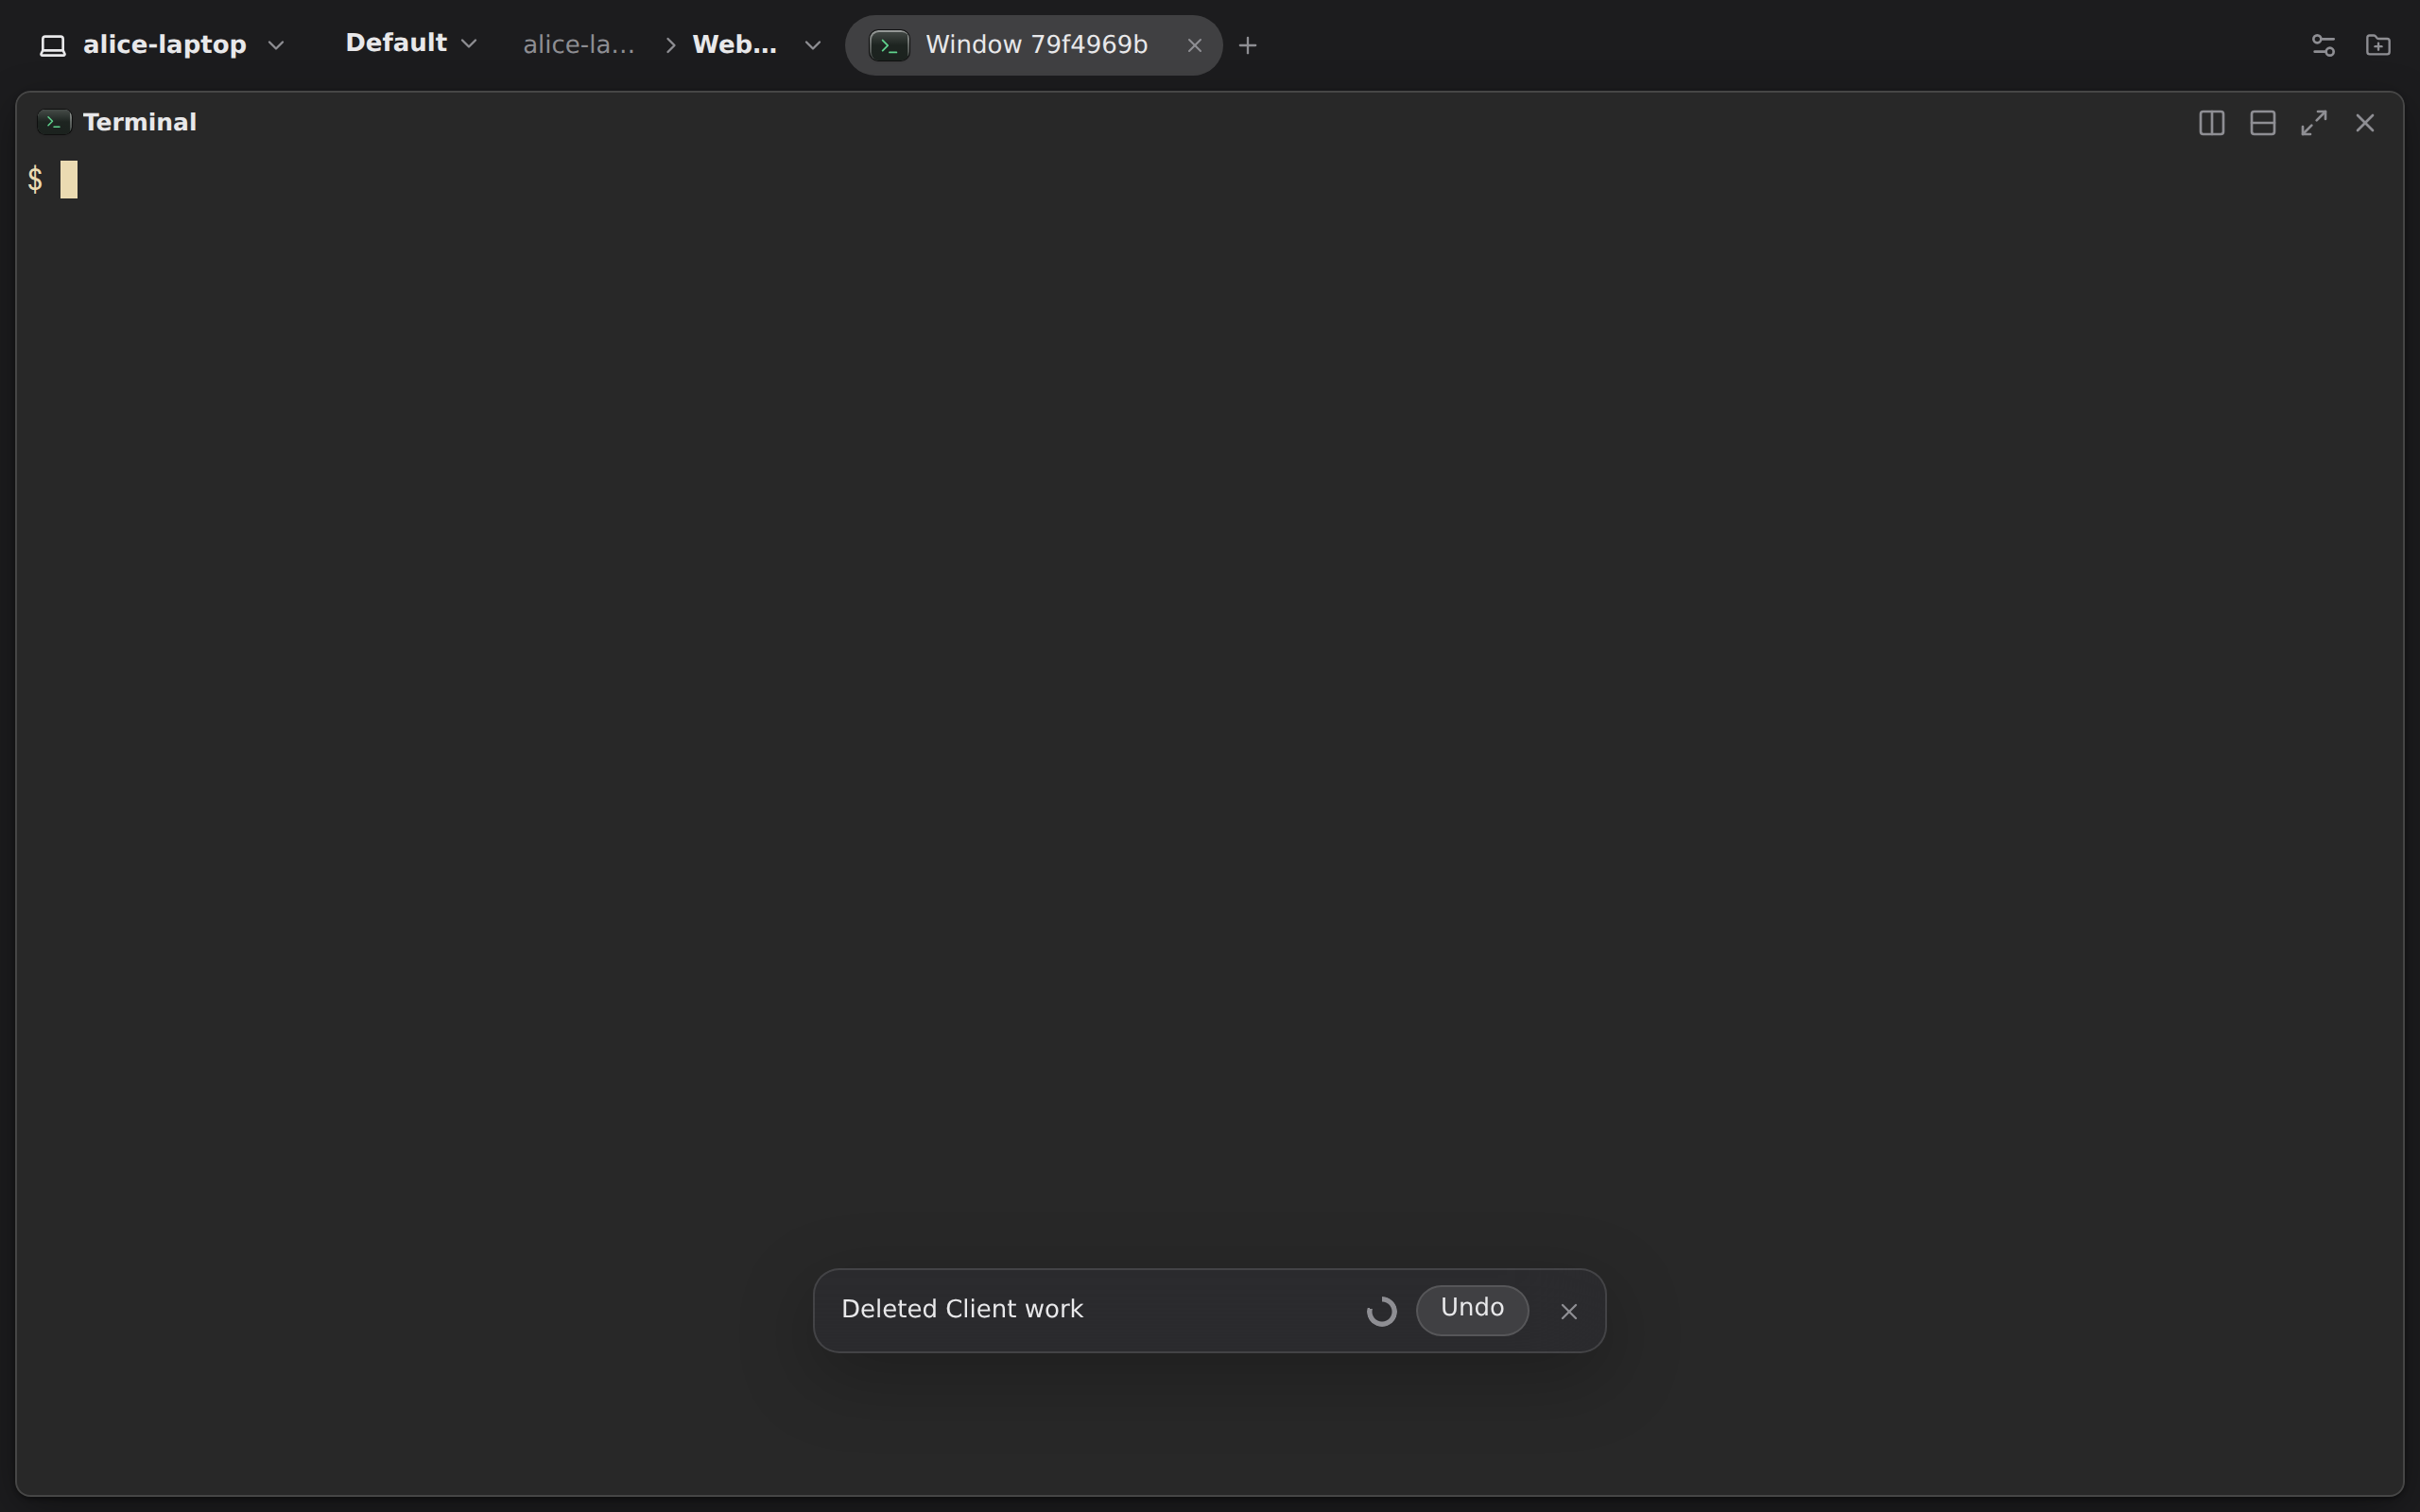 alice-laptop Default alice-la... Web... Window 79f4969b
Terminal
$
Deleted Client work Undo